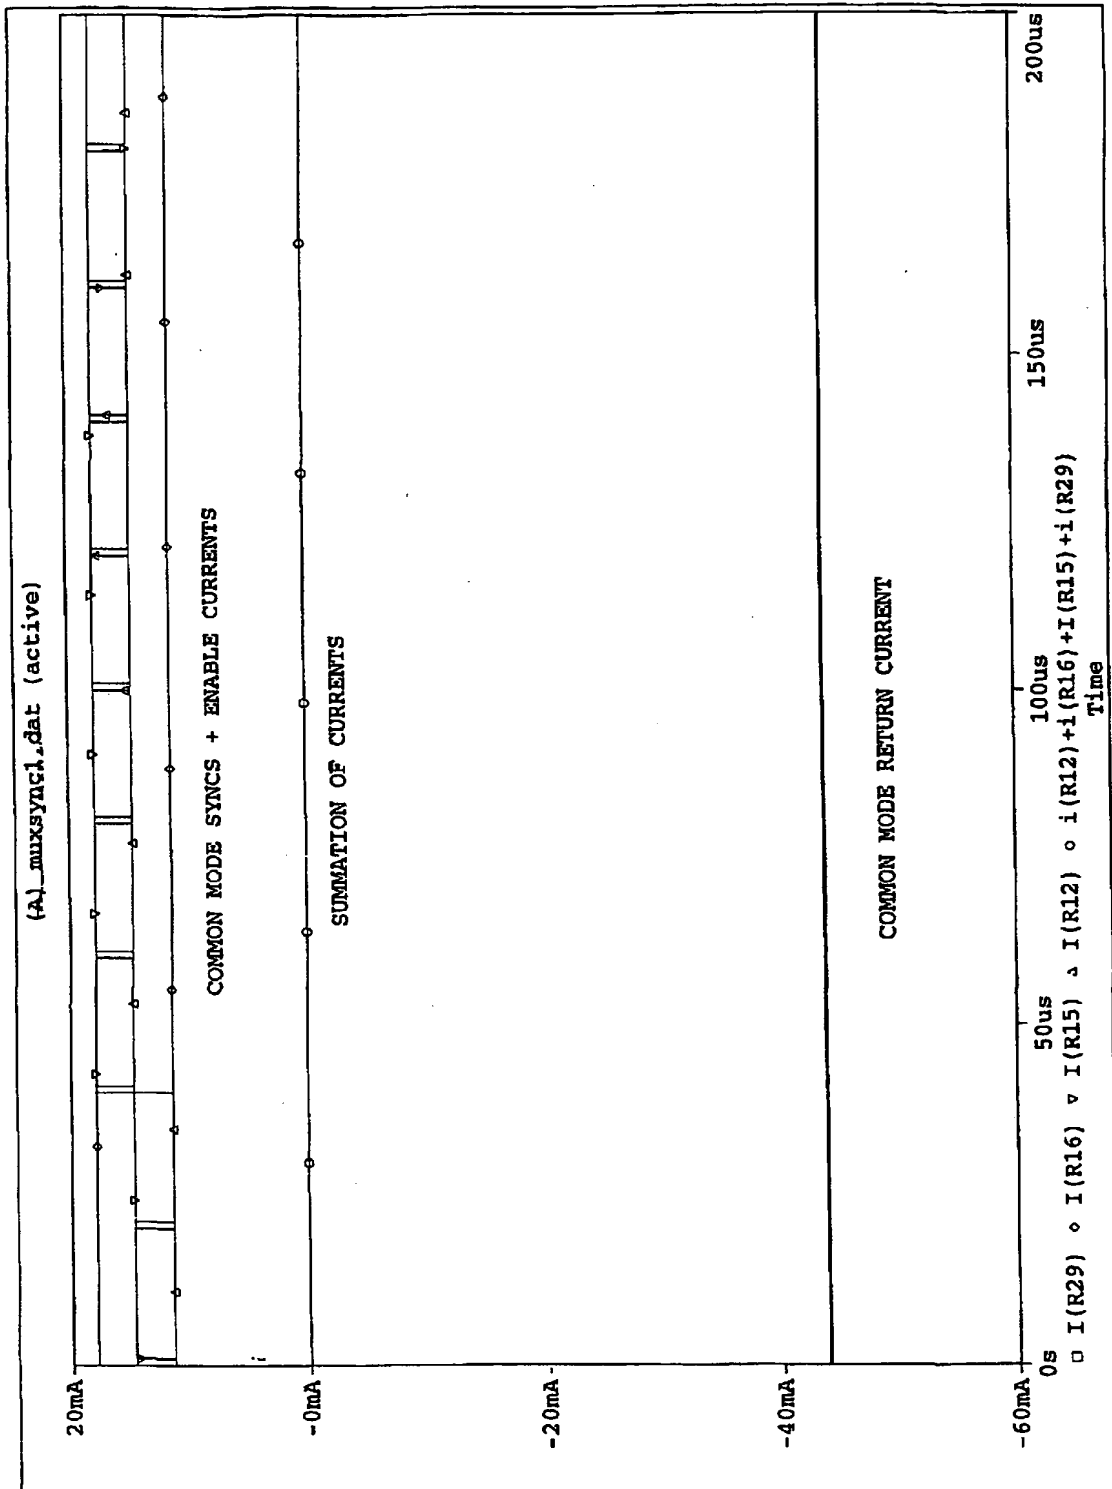 (A)_muxsync1.dat (active)
20mA
COMMON MODE SYNCS + ENABLE CURRENTS
-0mA
SUMMATION OF CURRENTS
-20mA
-40mA
COMMON MODE RETURN CURRENT
-60mA
0s 50us 100us 150us 200us
□ I(R29) ◇ I(R16) ▽ I(R15) △ I(R12) ○ i(R12)+i(R16)+I(R15)+i(R29)
Time